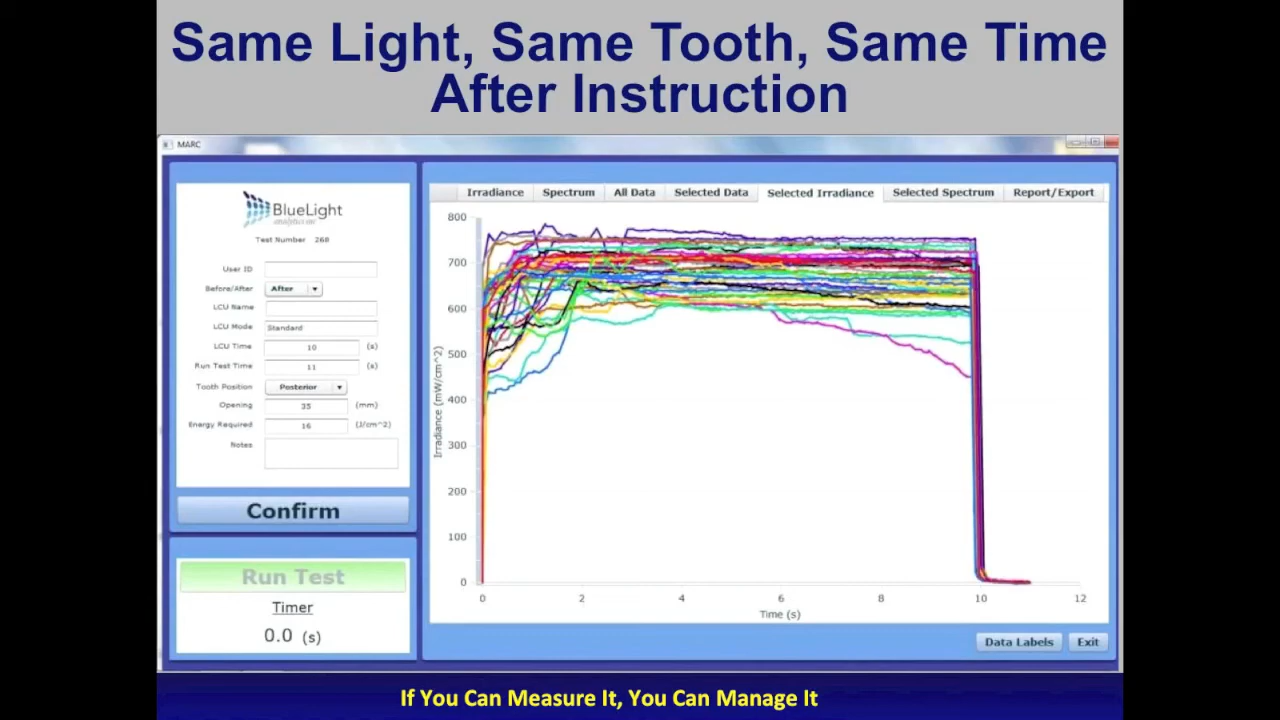 Same Light, Same Tooth, Same Time
After Instruction
MARC
BlueLight
analytics inc
Test Number 260
User ID
Before/After After
LCU Name
LCU Mode Standard
LCU Time 10 (s)
Run Test Time 11 (s)
Tooth Position Posterior
Opening 35 (mm)
Energy Required 16 (J/cm^2)
Notes
Confirm
Run Test
Timer
0.0 (s)
Irradiance Spectrum All Data Selected Data Selected Irradiance Selected Spectrum Report/Export
800
700
600
500
400
300
200
100
0
Irradiance (mW/cm^2)
0 2 4 6 8 10 12
Time (s)
Data Labels Exit
If You Can Measure It, You Can Manage It